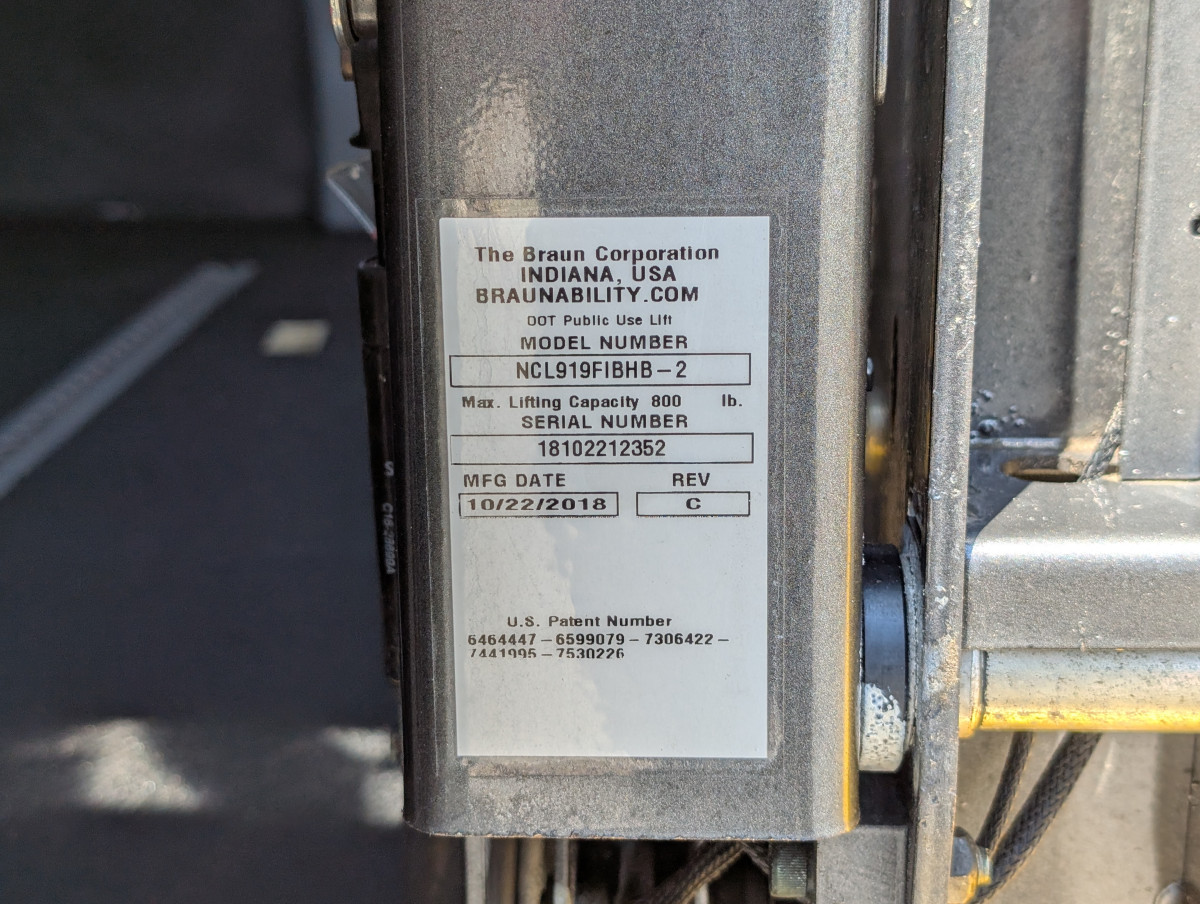 The Braun Corporation
INDIANA, USA
BRAUNABILITY.COM
DOT Public Use Lift
MODEL NUMBER
NCL919FIBHB-2
Max. Lifting Capacity 800 lb.
SERIAL NUMBER
18102212352
MFG DATE REV
10/22/2018 C
U.S. Patent Number
6464447-6599079-7306422-
7441995-7530226